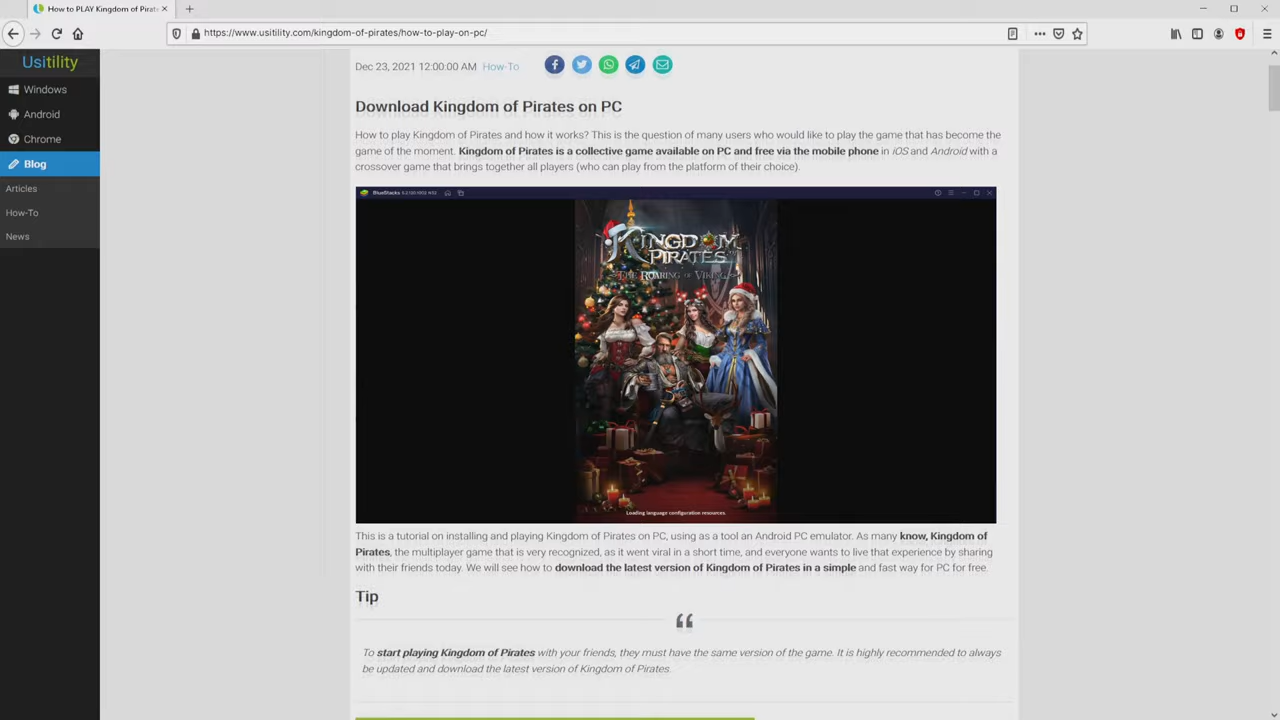 How to PLAY Kingdom of Pirat
https://www.usitility.com/kingdom-of-pirates/how-to-play-on-pc/
Usitility
Windows
Android
Chrome
Blog
Articles
How-To
News
Dec 23, 2021 12:00:00 AM How-To
Download Kingdom of Pirates on PC
How to play Kingdom of Pirates and how it works? This is the question of many users who would like to play the game that has become the
game of the moment. Kingdom of Pirates is a collective game available on PC and free via the mobile phone in iOS and Android with a
crossover game that brings together all players (who can play from the platform of their choice).
BlueStacks
KINGDOM
PIRATES
THE ROARING OF VIKING
Loading language configuration resources.
This is a tutorial on installing and playing Kingdom of Pirates on PC, using as a tool an Android PC emulator. As many know, Kingdom of
Pirates, the multiplayer game that is very recognized, as it went viral in a short time, and everyone wants to live that experience by sharing
with their friends today. We will see how to download the latest version of Kingdom of Pirates in a simple and fast way for PC for free.
Tip
To start playing Kingdom of Pirates with your friends, they must have the same version of the game. It is highly recommended to always
be updated and download the latest version of Kingdom of Pirates.